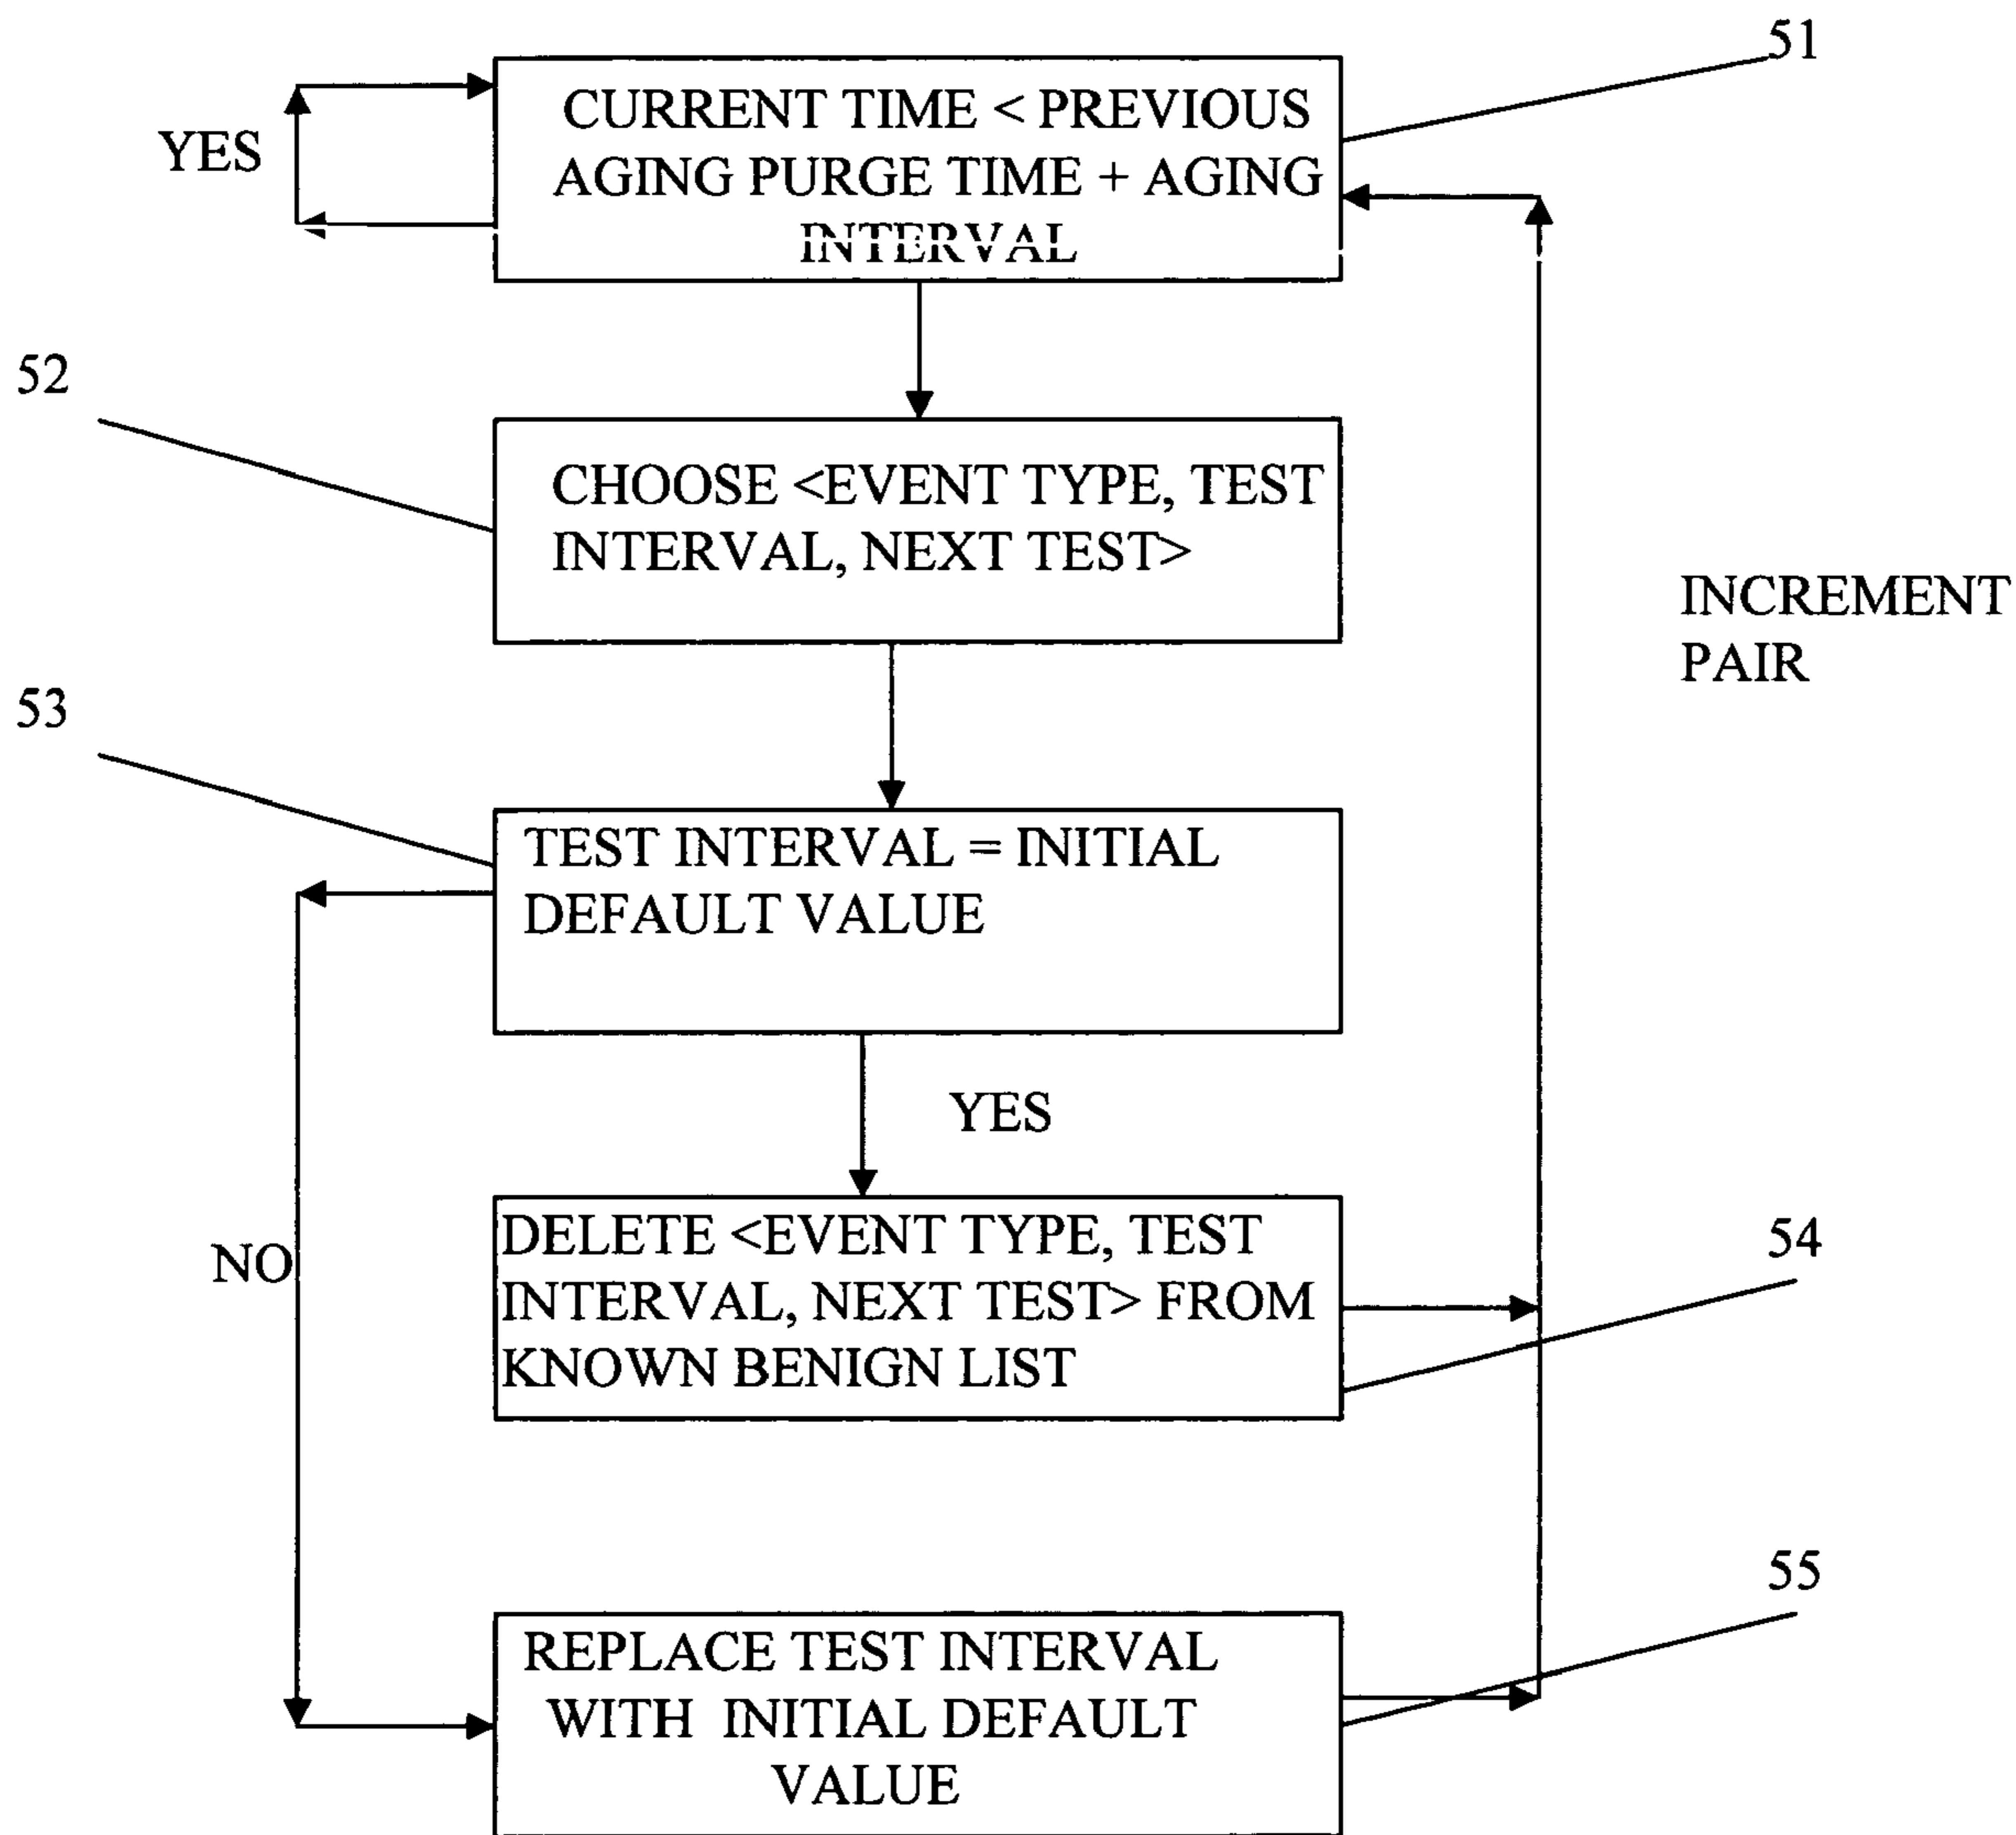 51
CURRENT TIME < PREVIOUS
AGING PURGE TIME + AGING
INTERVAL
YES
52
CHOOSE <EVENT TYPE, TEST
INTERVAL, NEXT TEST>
INCREMENT
PAIR
53
TEST INTERVAL = INITIAL
DEFAULT VALUE
YES
NO
DELETE <EVENT TYPE, TEST
INTERVAL, NEXT TEST> FROM
KNOWN BENIGN LIST
54
55
REPLACE TEST INTERVAL
WITH INITIAL DEFAULT
VALUE